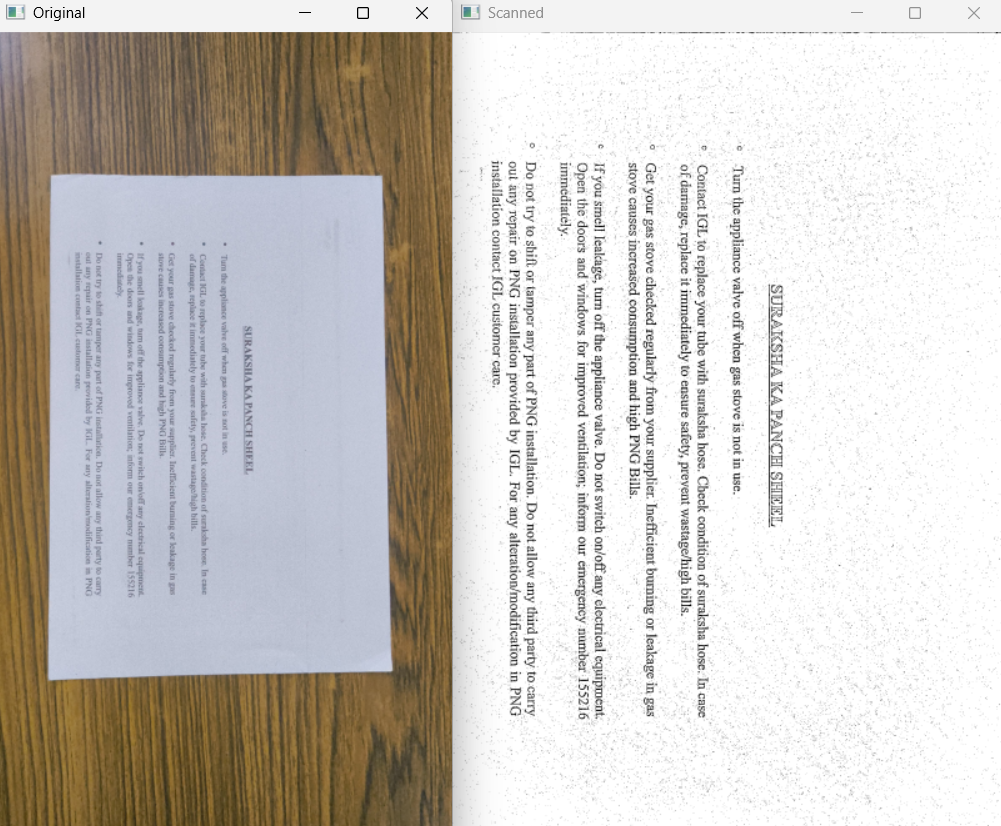 Original
Scanned
SURAKSHA KA PANCH SHEEL
• Turn the appliance valve off when gas stove is not in use.
• Contact IGL to replace your tube with suraksha hose. Check condition of suraksha hose. In case
of damage, replace it immediately to ensure safety, prevent wastage/high bills.
• Get your gas stove checked regularly from your supplier. Inefficient burning or leakage in gas
stove causes increased consumption and high PNG Bills.
• If you smell leakage, turn off the appliance valve. Do not switch on/off any electrical equipment.
Open the doors and windows for improved ventilation; inform our emergency number 155216
immediately.
• Do not try to shift or tamper any part of PNG installation. Do not allow any third party to carry
out any repair on PNG installation provided by IGL. For any alteration/modification in PNG
installation contact IGL customer care.
SURAKSHA KA PANCH SHEEL
° Turn the appliance valve off when gas stove is not in use.
° Contact IGL to replace your tube with suraksha hose. Check condition of suraksha hose. In case
of damage, replace it immediately to ensure safety, prevent wastage/high bills.
° Get your gas stove checked regularly from your supplier. Inefficient burning or leakage in gas
stove causes increased consumption and high PNG Bills.
° If you smell leakage, turn off the appliance valve. Do not switch on/off any electrical equipment.
Open the doors and windows for improved ventilation; inform our emergency number 155216
immediately.
° Do not try to shift or tamper any part of PNG installation. Do not allow any third party to carry
out any repair on PNG installation provided by IGL. For any alteration/modification in PNG
installation contact IGL customer care.